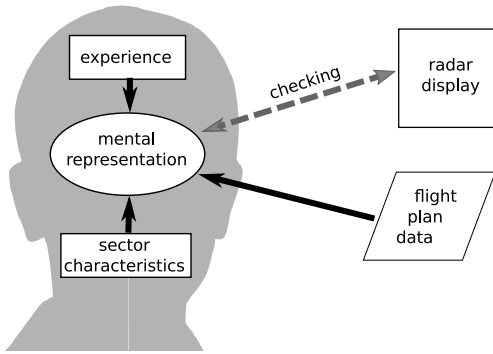 experience
mental
representation
sector
characteristics
checking
radar
display
flight
plan
data